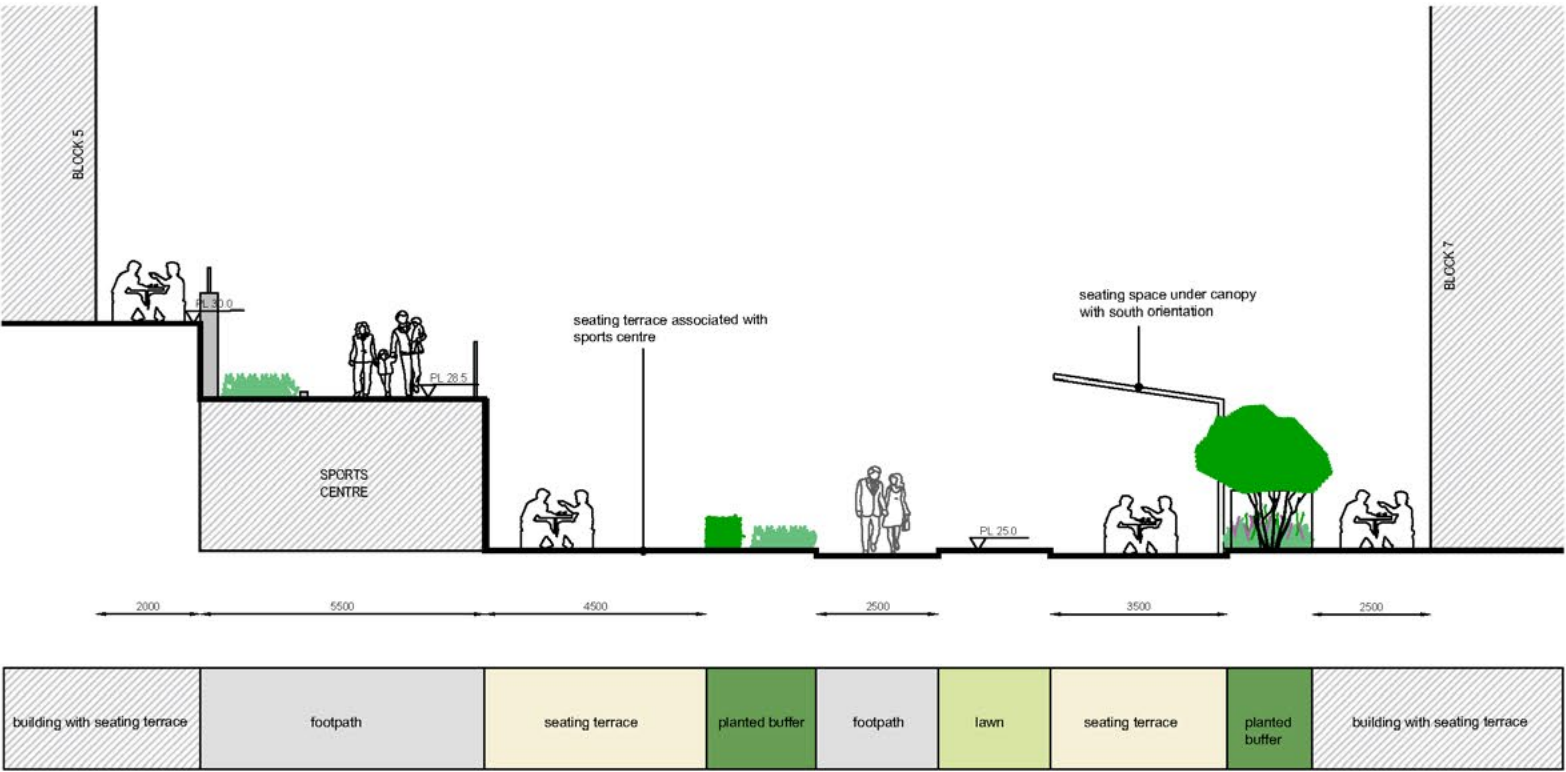 BLOCK 5
BLOCK 7
PL 30.0
seating space under canopy
with south orientation
seating terrace associated with
sports centre
PL 28.5
SPORTS
CENTRE
PL 25.0
2000
5500
4500
2500
3500
2500
building with seating terrace
footpath
seating terrace
planted buffer
footpath
lawn
seating terrace
planted
buffer
building with seating terrace